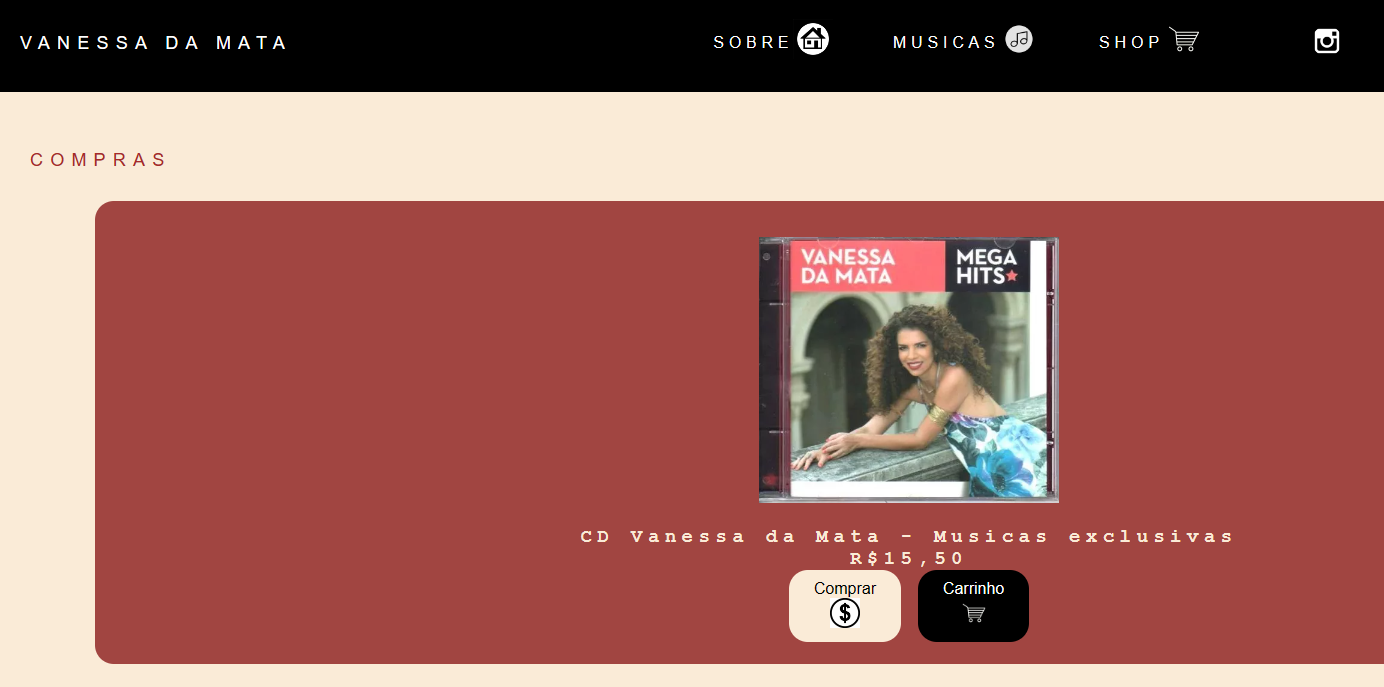 VANESSA DA MATA
SOBRE
MUSICAS
SHOP
COMPRAS
VANESSA
DA MATA
MEGA
HITS
CD Vanessa da Mata - Musicas exclusivas
R$15,50
Comprar
$
Carrinho